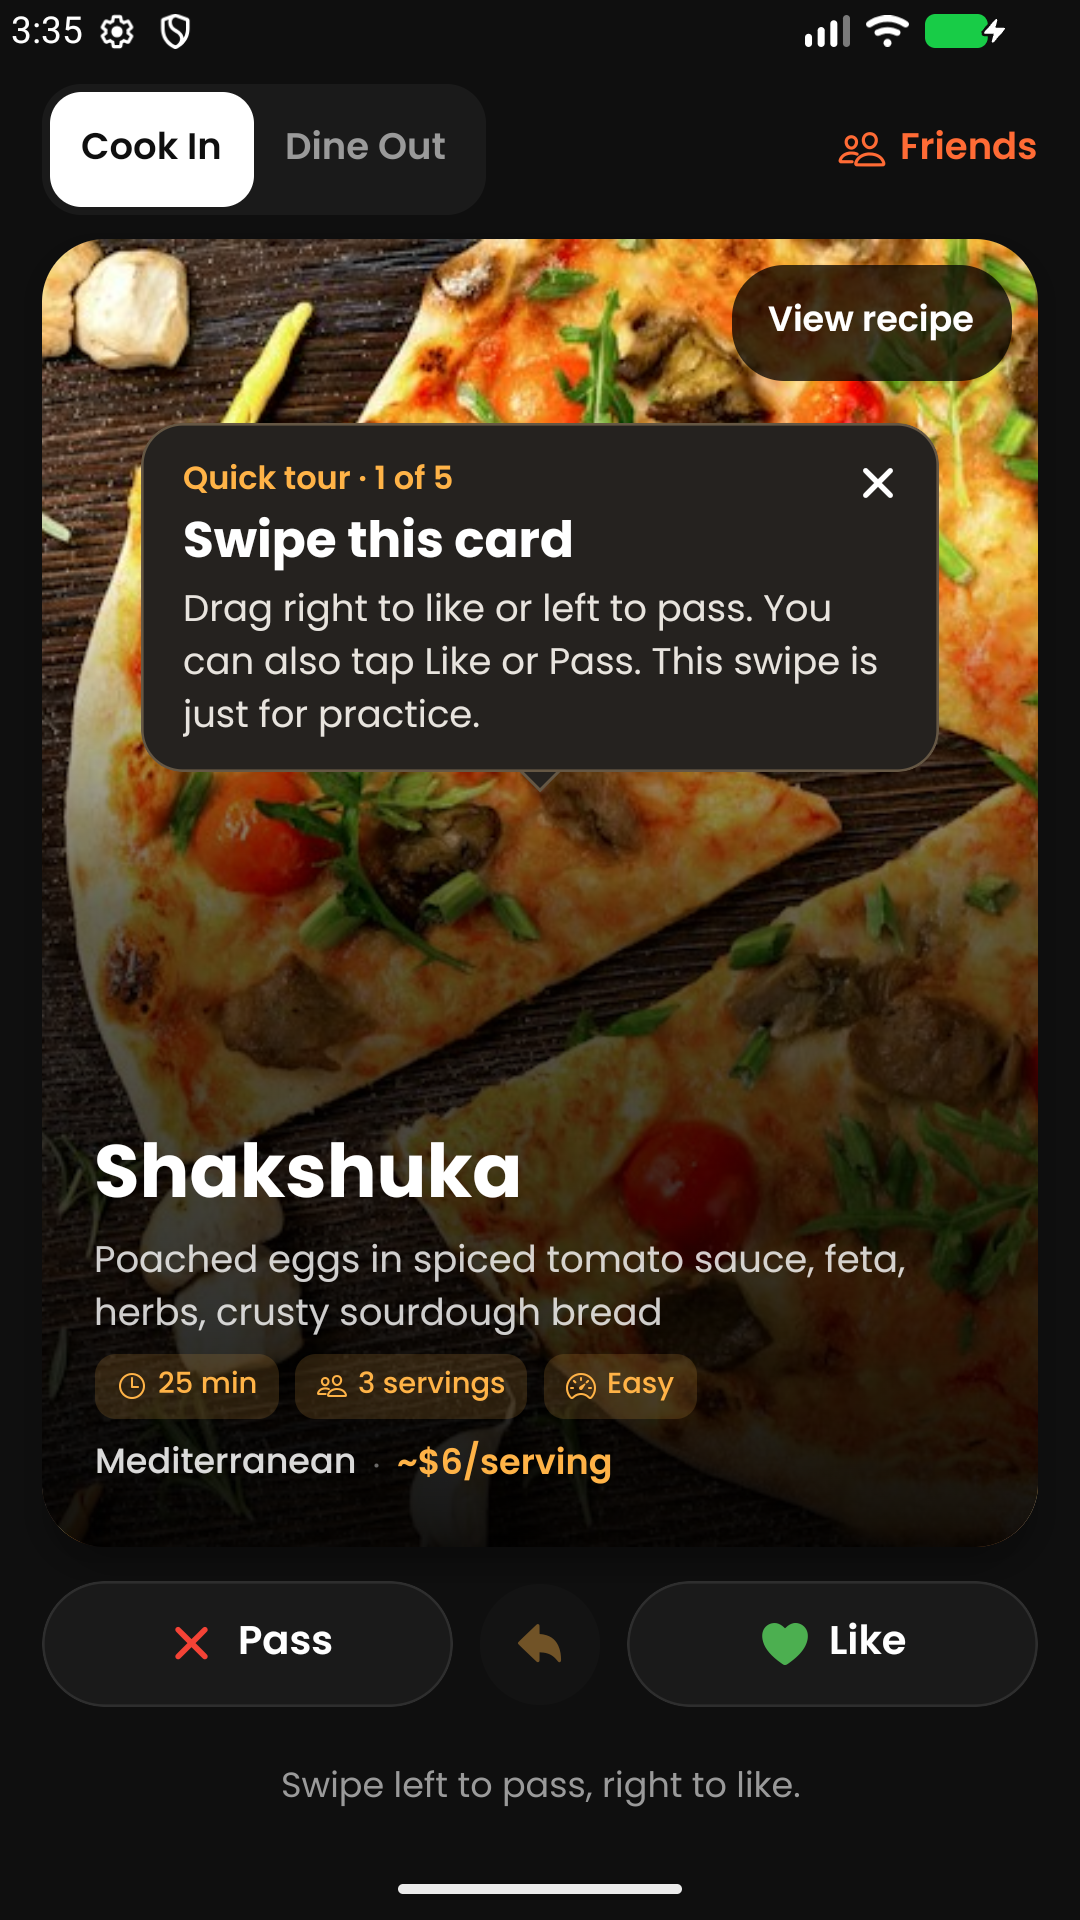 3:35
Cook In
Dine Out
Friends
View recipe
Quick tour · 1 of 5
Swipe this card
Drag right to like or left to pass. You
can also tap Like or Pass. This swipe is
just for practice.
Shakshuka
Poached eggs in spiced tomato sauce, feta,
herbs, crusty sourdough bread
25 min
3 servings
Easy
Mediterranean · ~$6/serving
Pass
Like
Swipe left to pass, right to like.